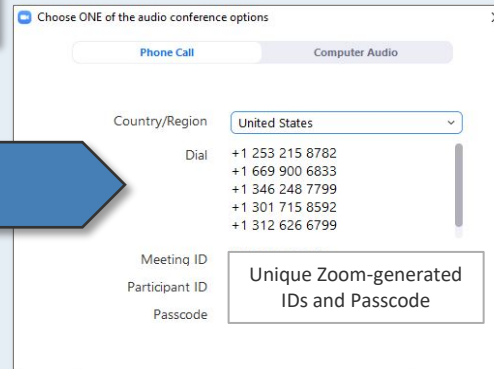 Choose ONE of the audio conference options
Phone Call Computer Audio
Country/Region United States
Dial +1 253 215 8782
+1 669 900 6833
+1 346 248 7799
+1 301 715 8592
+1 312 626 6799
Meeting ID
Participant ID
Passcode
Unique Zoom-generated
IDs and Passcode